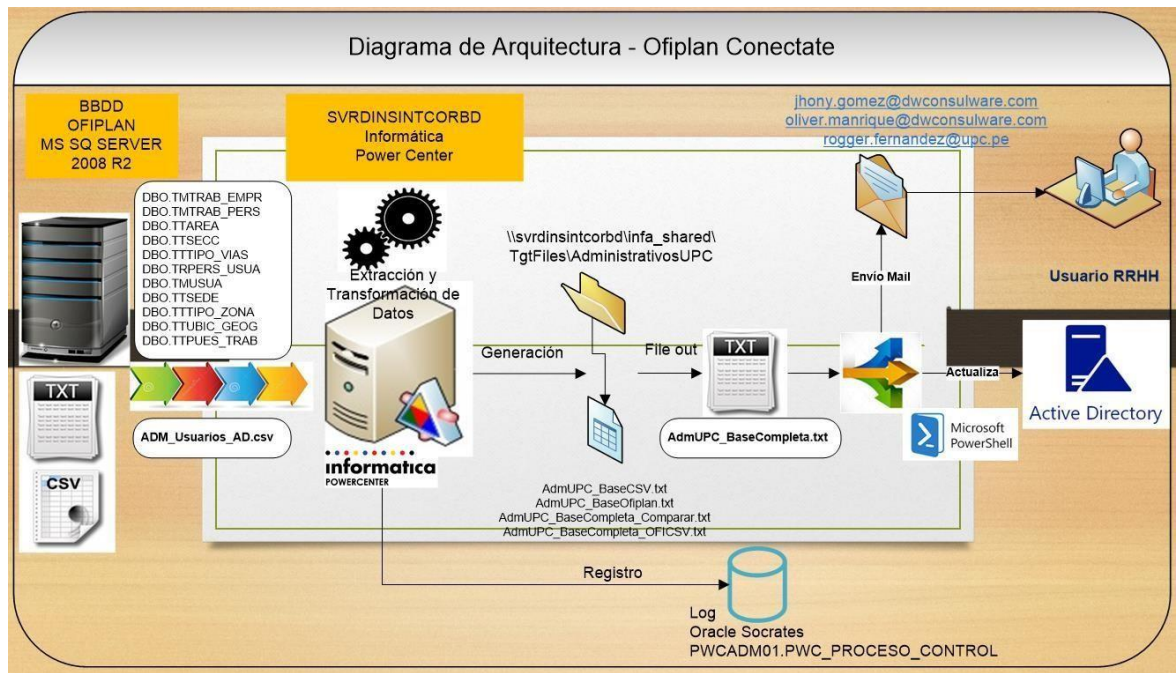 Diagrama de Arquitectura - Ofiplan Conectate
BBDD
OFIPLAN
MS SQ SERVER
2008 R2
SVRDINSINTCORBD
Informática
Power Center
jhony.gomez@dwconsulware.com
oliver.manrique@dwconsulware.com
rogger.fernandez@upc.pe
DBO.TMTRAB_EMPR
DBO.TMTRAB_PERS
DBO.TTAREA
DBO.TTSECC
DBO.TTTIPO_VIAS
DBO.TRPERS_USUA
DBO.TMUSUA
DBO.TTSEDE
DBO.TTTIPO_ZONA
DBO.TTUBIC_GEOG
DBO.TTPUES_TRAB
\\svrdinsintcorbd\infa_shared\
TgtFiles\AdministrativosUPC
Extracción y
Transformación de
Datos
Envío Mail
Usuario RRHH
Generación
File out
TXT
Actualiza
Active Directory
TXT
ADM_Usuarios_AD.csv
AdmUPC_BaseCompleta.txt
Microsoft
PowerShell
informatica
POWERCENTER
CSV
AdmUPC_BaseCSV.txt
AdmUPC_BaseOfiplan.txt
AdmUPC_BaseCompleta_Comparar.txt
AdmUPC_BaseCompleta_OFICSV.txt
Registro
Log
Oracle Socrates
PWCADM01.PWC_PROCESO_CONTROL